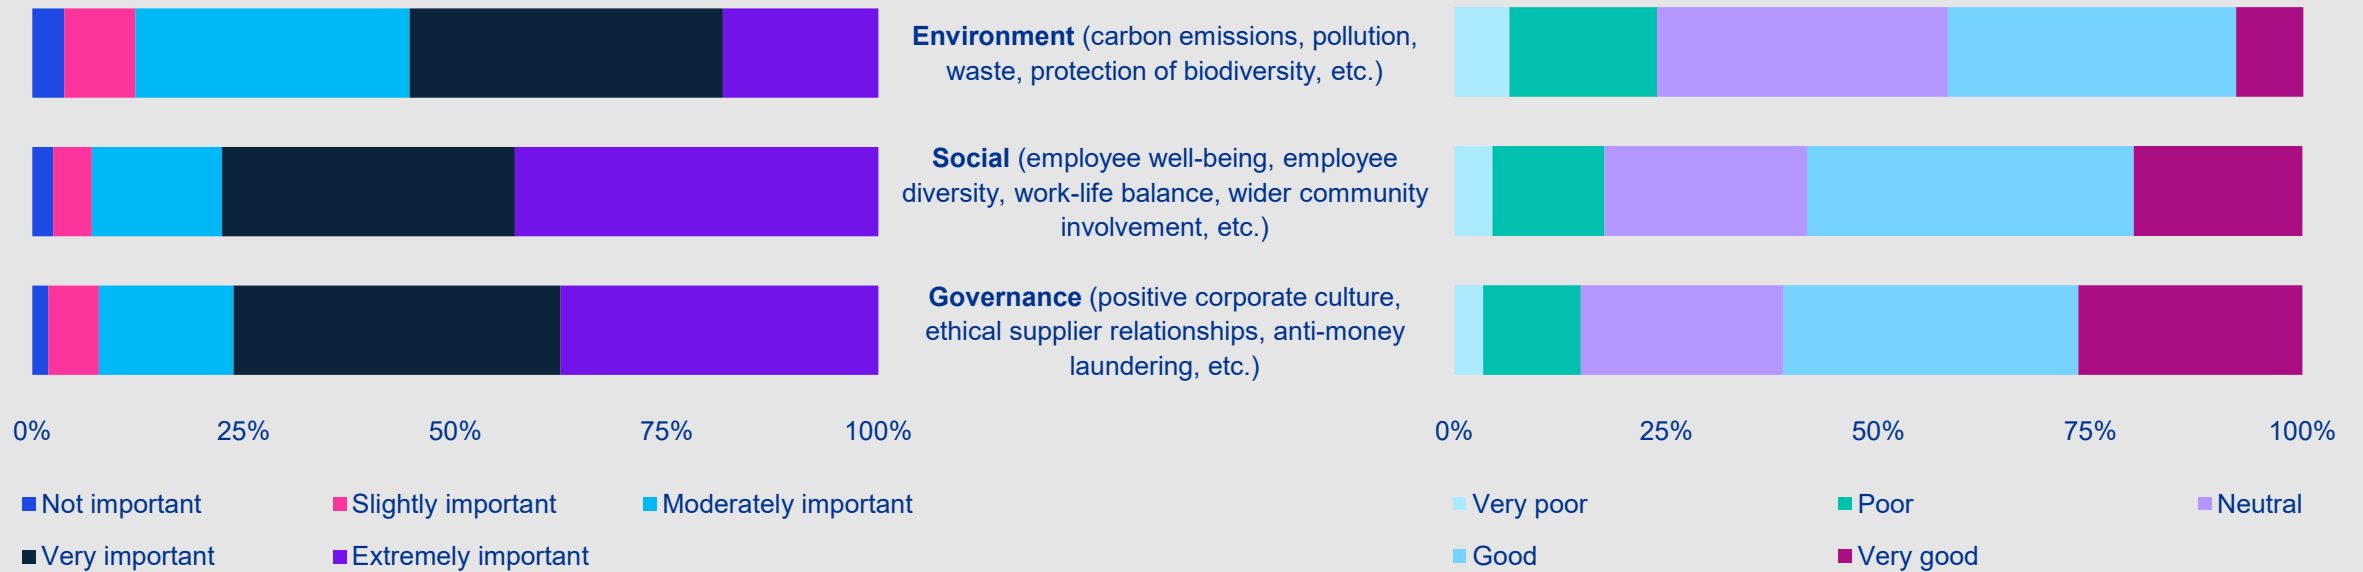 Environment (carbon emissions, pollution,
waste, protection of biodiversity, etc.)
Social (employee well-being, employee
diversity, work-life balance, wider community
involvement, etc.)
Governance (positive corporate culture,
ethical supplier relationships, anti-money
laundering, etc.)
0% 25% 50% 75% 100%
0% 25% 50% 75% 100%
Not important Slightly important Moderately important
Very important Extremely important
Very poor Poor Neutral
Good Very good